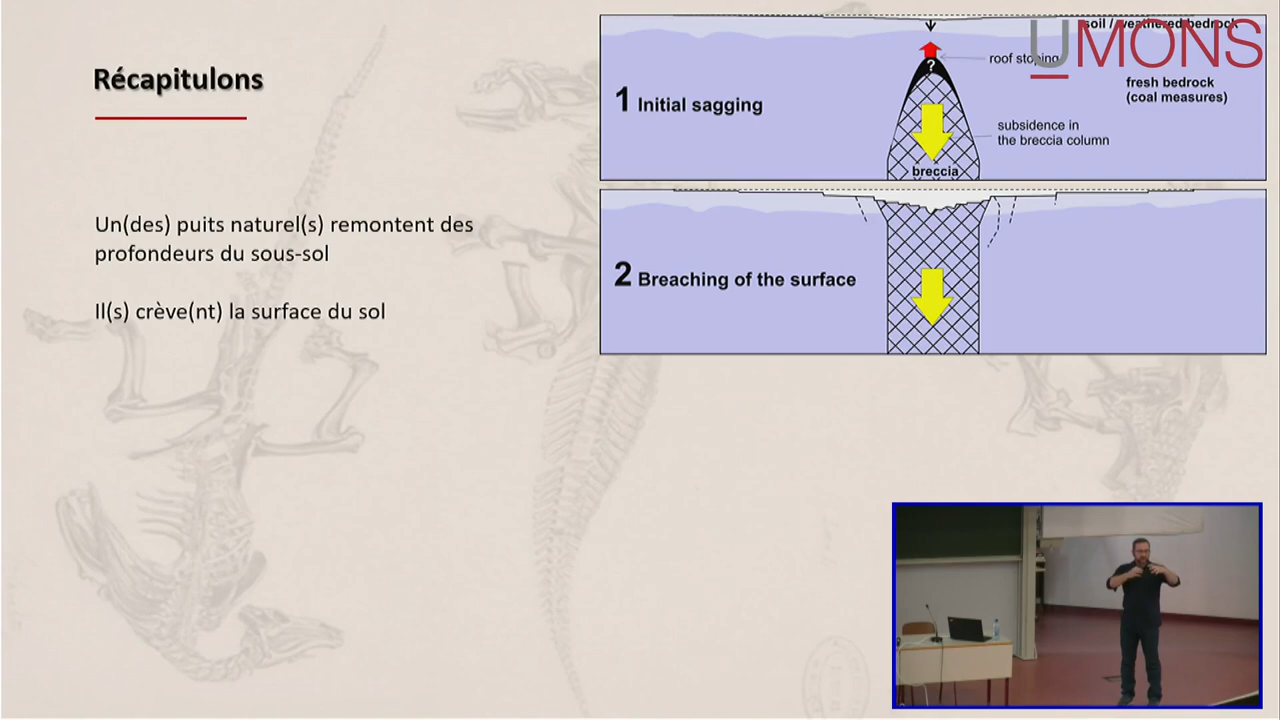 Récapitulons
Un(des) puits naturel(s) remontent des
profondeurs du sous-sol
Il(s) crève(nt) la surface du sol
soil / weathered bedrock
UMONS
roof stoping
?
fresh bedrock
(coal measures)
1 Initial sagging
subsidence in
the breccia column
breccia
2 Breaching of the surface